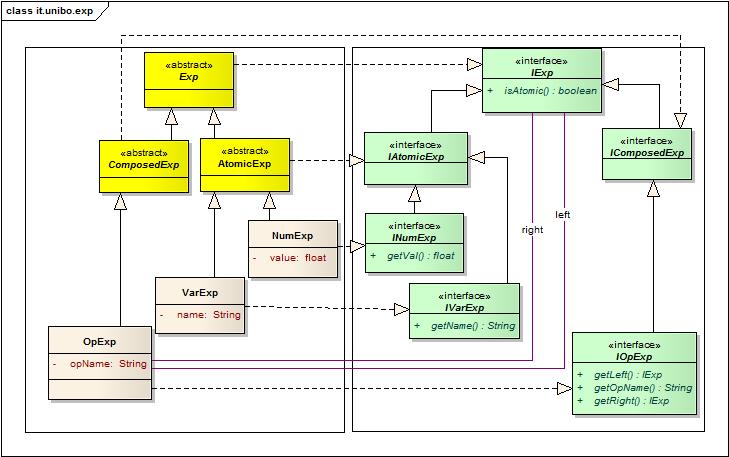 class it.unibo.exp
«abstract»
Exp
«interface»
IExp
+ isAtomic() : boolean
«abstract»
ComposedExp
«abstract»
AtomicExp
«interface»
IAtomicExp
«interface»
IComposedExp
NumExp
- value: float
«interface»
INumExp
+ getVal() : float
right
left
VarExp
- name: String
«interface»
IVarExp
+ getName() : String
OpExp
- opName: String
«interface»
IOpExp
+ getLeft() : IExp
+ getOpName() : String
+ getRight() : IExp